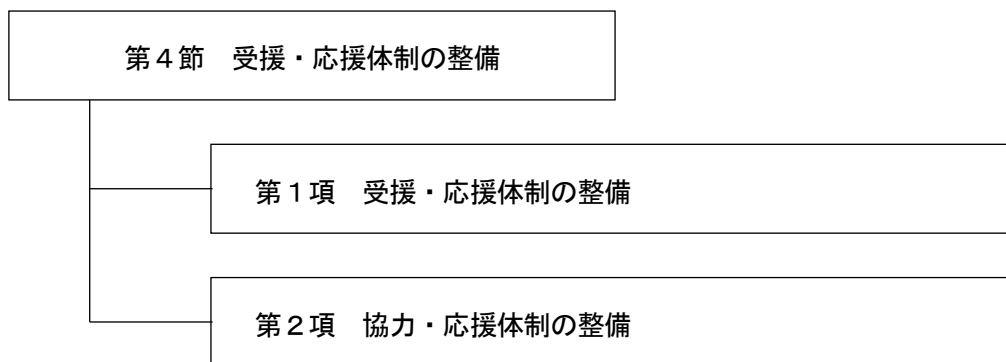 第４節　受援・応援体制の整備
第１項　受援・応援体制の整備
第２項　協力・応援体制の整備